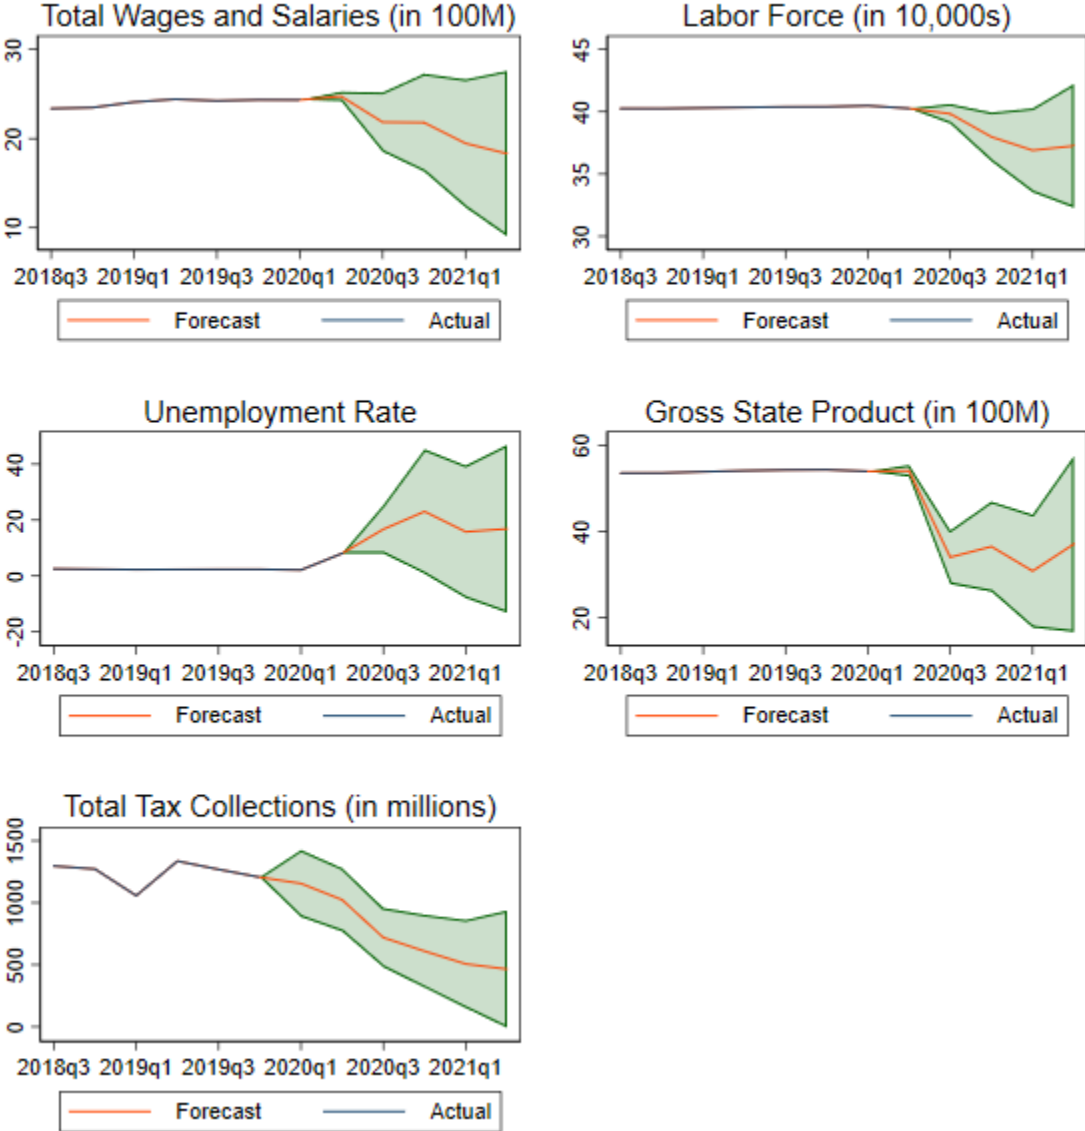 Total Wages and Salaries (in 100M)
30
20
10
2018q3 2019q1 2019q3 2020q1 2020q3 2021q1
Forecast Actual
Labor Force (in 10,000s)
45
40
35
30
2018q3 2019q1 2019q3 2020q1 2020q3 2021q1
Forecast Actual
Unemployment Rate
40
20
0
-20
2018q3 2019q1 2019q3 2020q1 2020q3 2021q1
Forecast Actual
Gross State Product (in 100M)
60
40
20
2018q3 2019q1 2019q3 2020q1 2020q3 2021q1
Forecast Actual
Total Tax Collections (in millions)
1500
1000
500
0
2018q3 2019q1 2019q3 2020q1 2020q3 2021q1
Forecast Actual